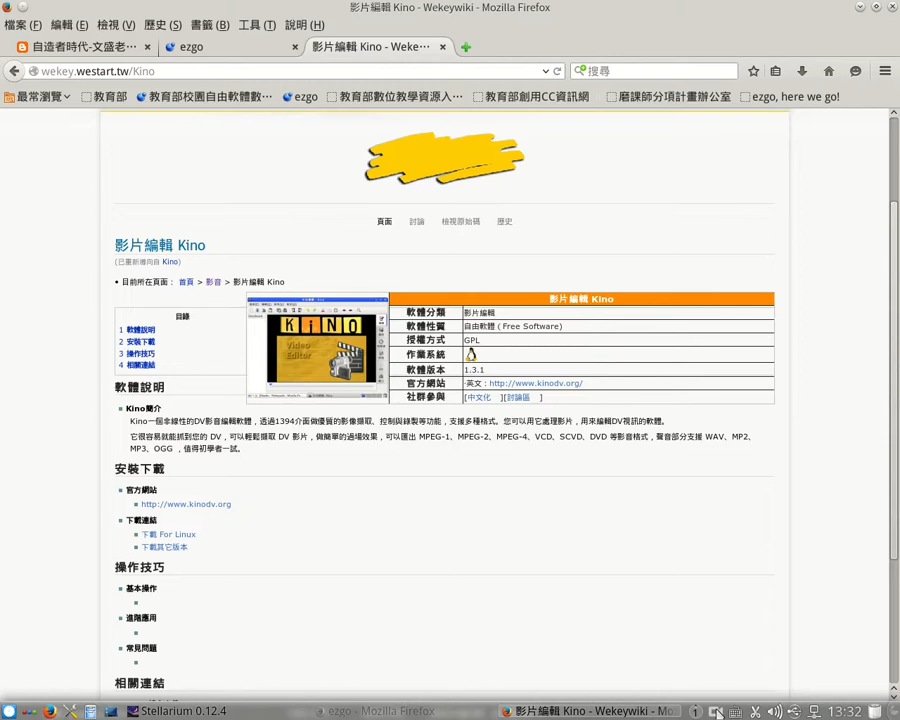 影片編輯 Kino - Wekeywiki - Mozilla Firefox
檔案 (F) 編輯 (E) 檢視 (V) 歷史 (S) 書籤 (B) 工具 (T) 說明 (H)
自造者時代-文盛老… ezgo 影片編輯 Kino - Weke…
wekey.westart.tw/Kino 搜尋
最常瀏覽 教育部 教育部校園自由軟體數… ezgo 教育部數位教學資源入… 教育部創用CC資訊網 磨課師分項計畫辦公室 ezgo, here we go!
頁面 討論 檢視原始碼 歷史
影片編輯 Kino
(已重新導向自 Kino)
目前所在頁面： 首頁 > 影音 > 影片編輯 Kino
目錄
1 軟體說明
2 安裝下載
3 操作技巧
4 相關連結
KINO
Video
Editor
影片編輯 Kino
軟體分類 影片編輯
軟體性質 自由軟體 ( Free Software)
授權方式 GPL
作業系統
軟體版本 1.3.1
官方網站 ·英文：http://www.kinodv.org/
社群參與 [中文化 ][討論區 ]
軟體說明
Kino簡介
Kino一個非線性的DV影音編輯軟體，透過1394介面做優質的影像擷取、控制與錄製等功能，支援多種格式。您可以用它處理影片，用來編輯DV視訊的軟體。
它很容易就能抓到您的 DV，可以輕鬆擷取 DV 影片，做簡單的過場效果，可以匯出 MPEG-1、MPEG-2、MPEG-4、VCD、SCVD、DVD 等影音格式，聲音部分支援 WAV、MP2、
MP3、OGG ，值得初學者一試。
安裝下載
官方網站
http://www.kinodv.org
下載連結
下載 For Linux
下載其它版本
操作技巧
基本操作
進階應用
常見問題
相關連結
Stellarium 0.12.4 ezgo - Mozilla Firefox 影片編輯 Kino - Wekeywiki - Mo 1 13:32